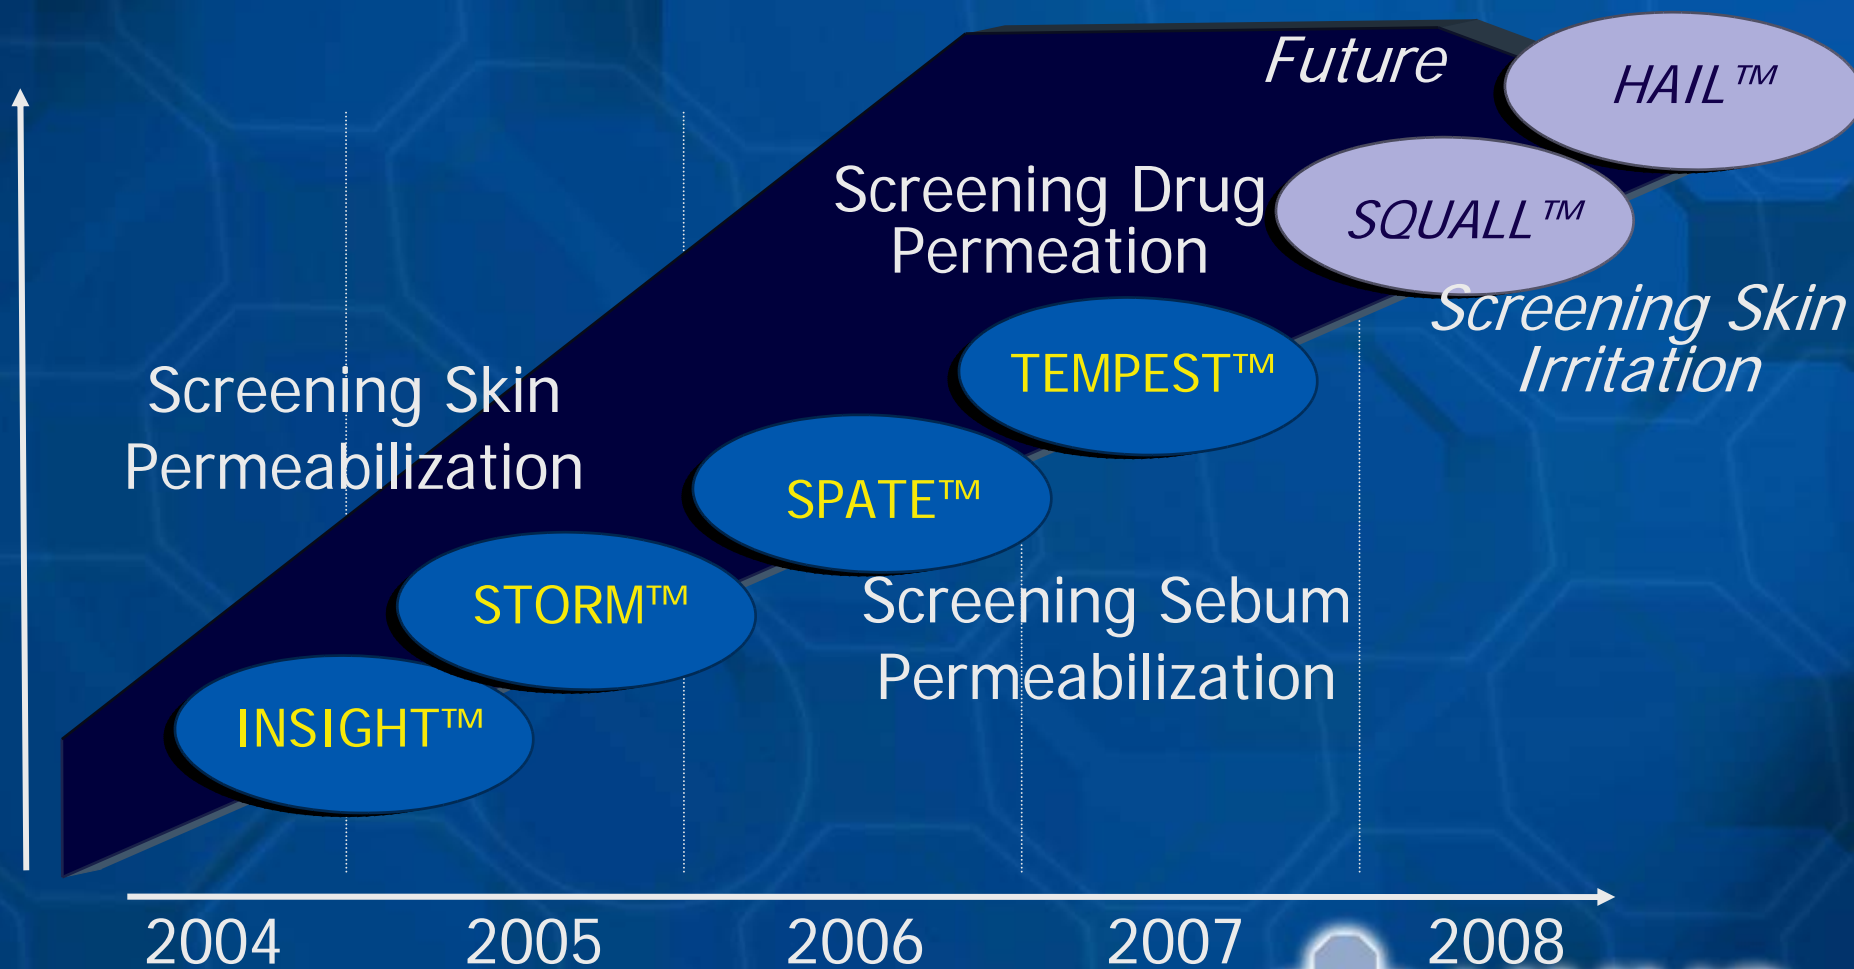 Future
HAIL™
Screening Drug
Permeation
SQUALL™
Screening Skin
Irritation
TEMPEST™
Screening Skin
Permeabilization
SPATE™
STORM™
Screening Sebum
Permeabilization
INSIGHT™
2004 2005 2006 2007 2008